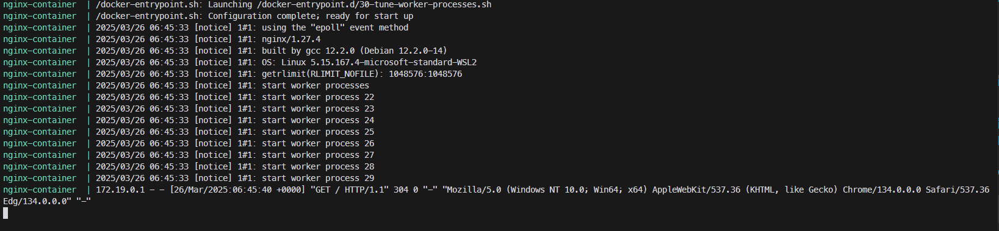 nginx-container  | /docker-entrypoint.sh: Launching /docker-entrypoint.d/30-tune-worker-processes.sh
nginx-container  | /docker-entrypoint.sh: Configuration complete; ready for start up
nginx-container  | 2025/03/26 06:45:33 [notice] 1#1: using the "epoll" event method
nginx-container  | 2025/03/26 06:45:33 [notice] 1#1: nginx/1.27.4
nginx-container  | 2025/03/26 06:45:33 [notice] 1#1: built by gcc 12.2.0 (Debian 12.2.0-14)
nginx-container  | 2025/03/26 06:45:33 [notice] 1#1: OS: Linux 5.15.167.4-microsoft-standard-WSL2
nginx-container  | 2025/03/26 06:45:33 [notice] 1#1: getrlimit(RLIMIT_NOFILE): 1048576:1048576
nginx-container  | 2025/03/26 06:45:33 [notice] 1#1: start worker processes
nginx-container  | 2025/03/26 06:45:33 [notice] 1#1: start worker process 22
nginx-container  | 2025/03/26 06:45:33 [notice] 1#1: start worker process 23
nginx-container  | 2025/03/26 06:45:33 [notice] 1#1: start worker process 24
nginx-container  | 2025/03/26 06:45:33 [notice] 1#1: start worker process 25
nginx-container  | 2025/03/26 06:45:33 [notice] 1#1: start worker process 26
nginx-container  | 2025/03/26 06:45:33 [notice] 1#1: start worker process 27
nginx-container  | 2025/03/26 06:45:33 [notice] 1#1: start worker process 28
nginx-container  | 2025/03/26 06:45:33 [notice] 1#1: start worker process 29
nginx-container  | 172.19.0.1 - - [26/Mar/2025:06:45:40 +0000] "GET / HTTP/1.1" 304 0 "-" "Mozilla/5.0 (Windows NT 10.0; Win64; x64) AppleWebKit/537.36 (KHTML, like Gecko) Chrome/134.0.0.0 Safari/537.36
Edg/134.0.0.0" "-"